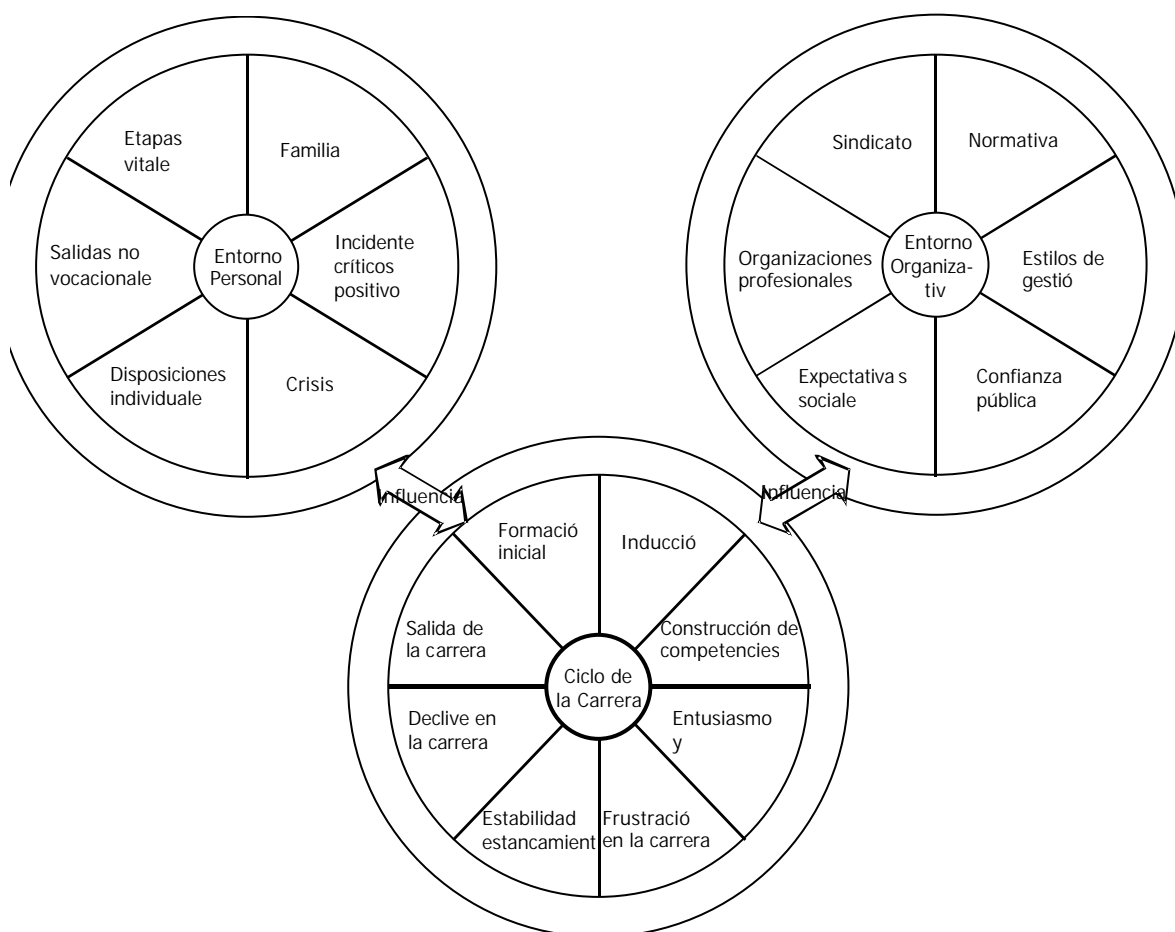 Etapas
vitale
Familia
Salidas no
vocacionale
Entorno
Personal
Incidente
críticos
positivo
Disposiciones
individuale
Crisis
Sindicato
Normativa
Organizaciones
profesionales
Entorno
Organiza-
tiv
Estilos de
gestió
Expectativa s
sociale
Confianza
pública
Influencia
Influencia
Formació
inicial
Inducció
Salida de
la carrera
Construcción de
competencies
Ciclo de
la Carrera
Declive en
la carrera
Entusiasmo
y
Estabilidad
estancamient
Frustració
en la carrera